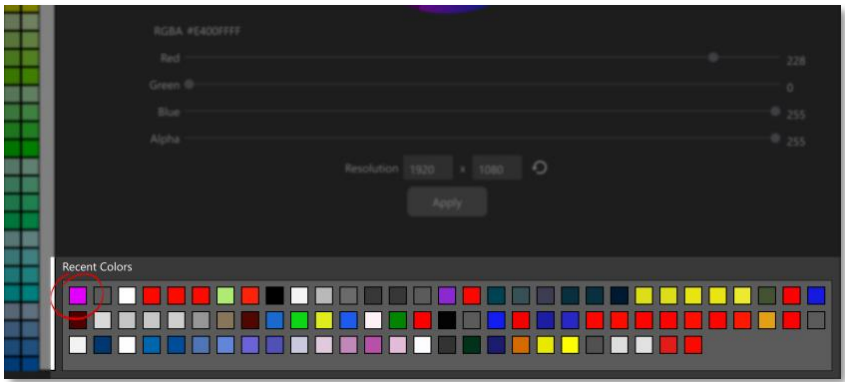 RGBA #E400FFFF
Red 228
Green 0
Blue 255
Alpha 255
Resolution 1920 x 1080
Apply
Recent Colors